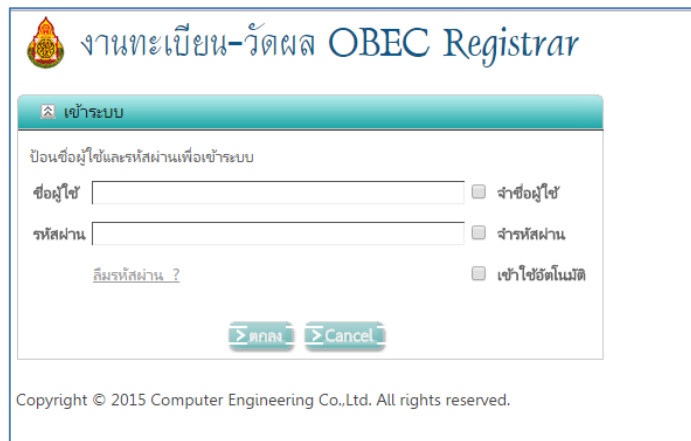 งานทะเบียน-วัดผล OBEC Registrar
เข้าระบบ
ป้อนชื่อผู้ใช้และรหัสผ่านเพื่อเข้าระบบ
ชื่อผู้ใช้ จำชื่อผู้ใช้
รหัสผ่าน จำรหัสผ่าน
ลืมรหัสผ่าน ? เข้าใช้อัตโนมัติ
ตกลง Cancel
Copyright © 2015 Computer Engineering Co.,Ltd. All rights reserved.